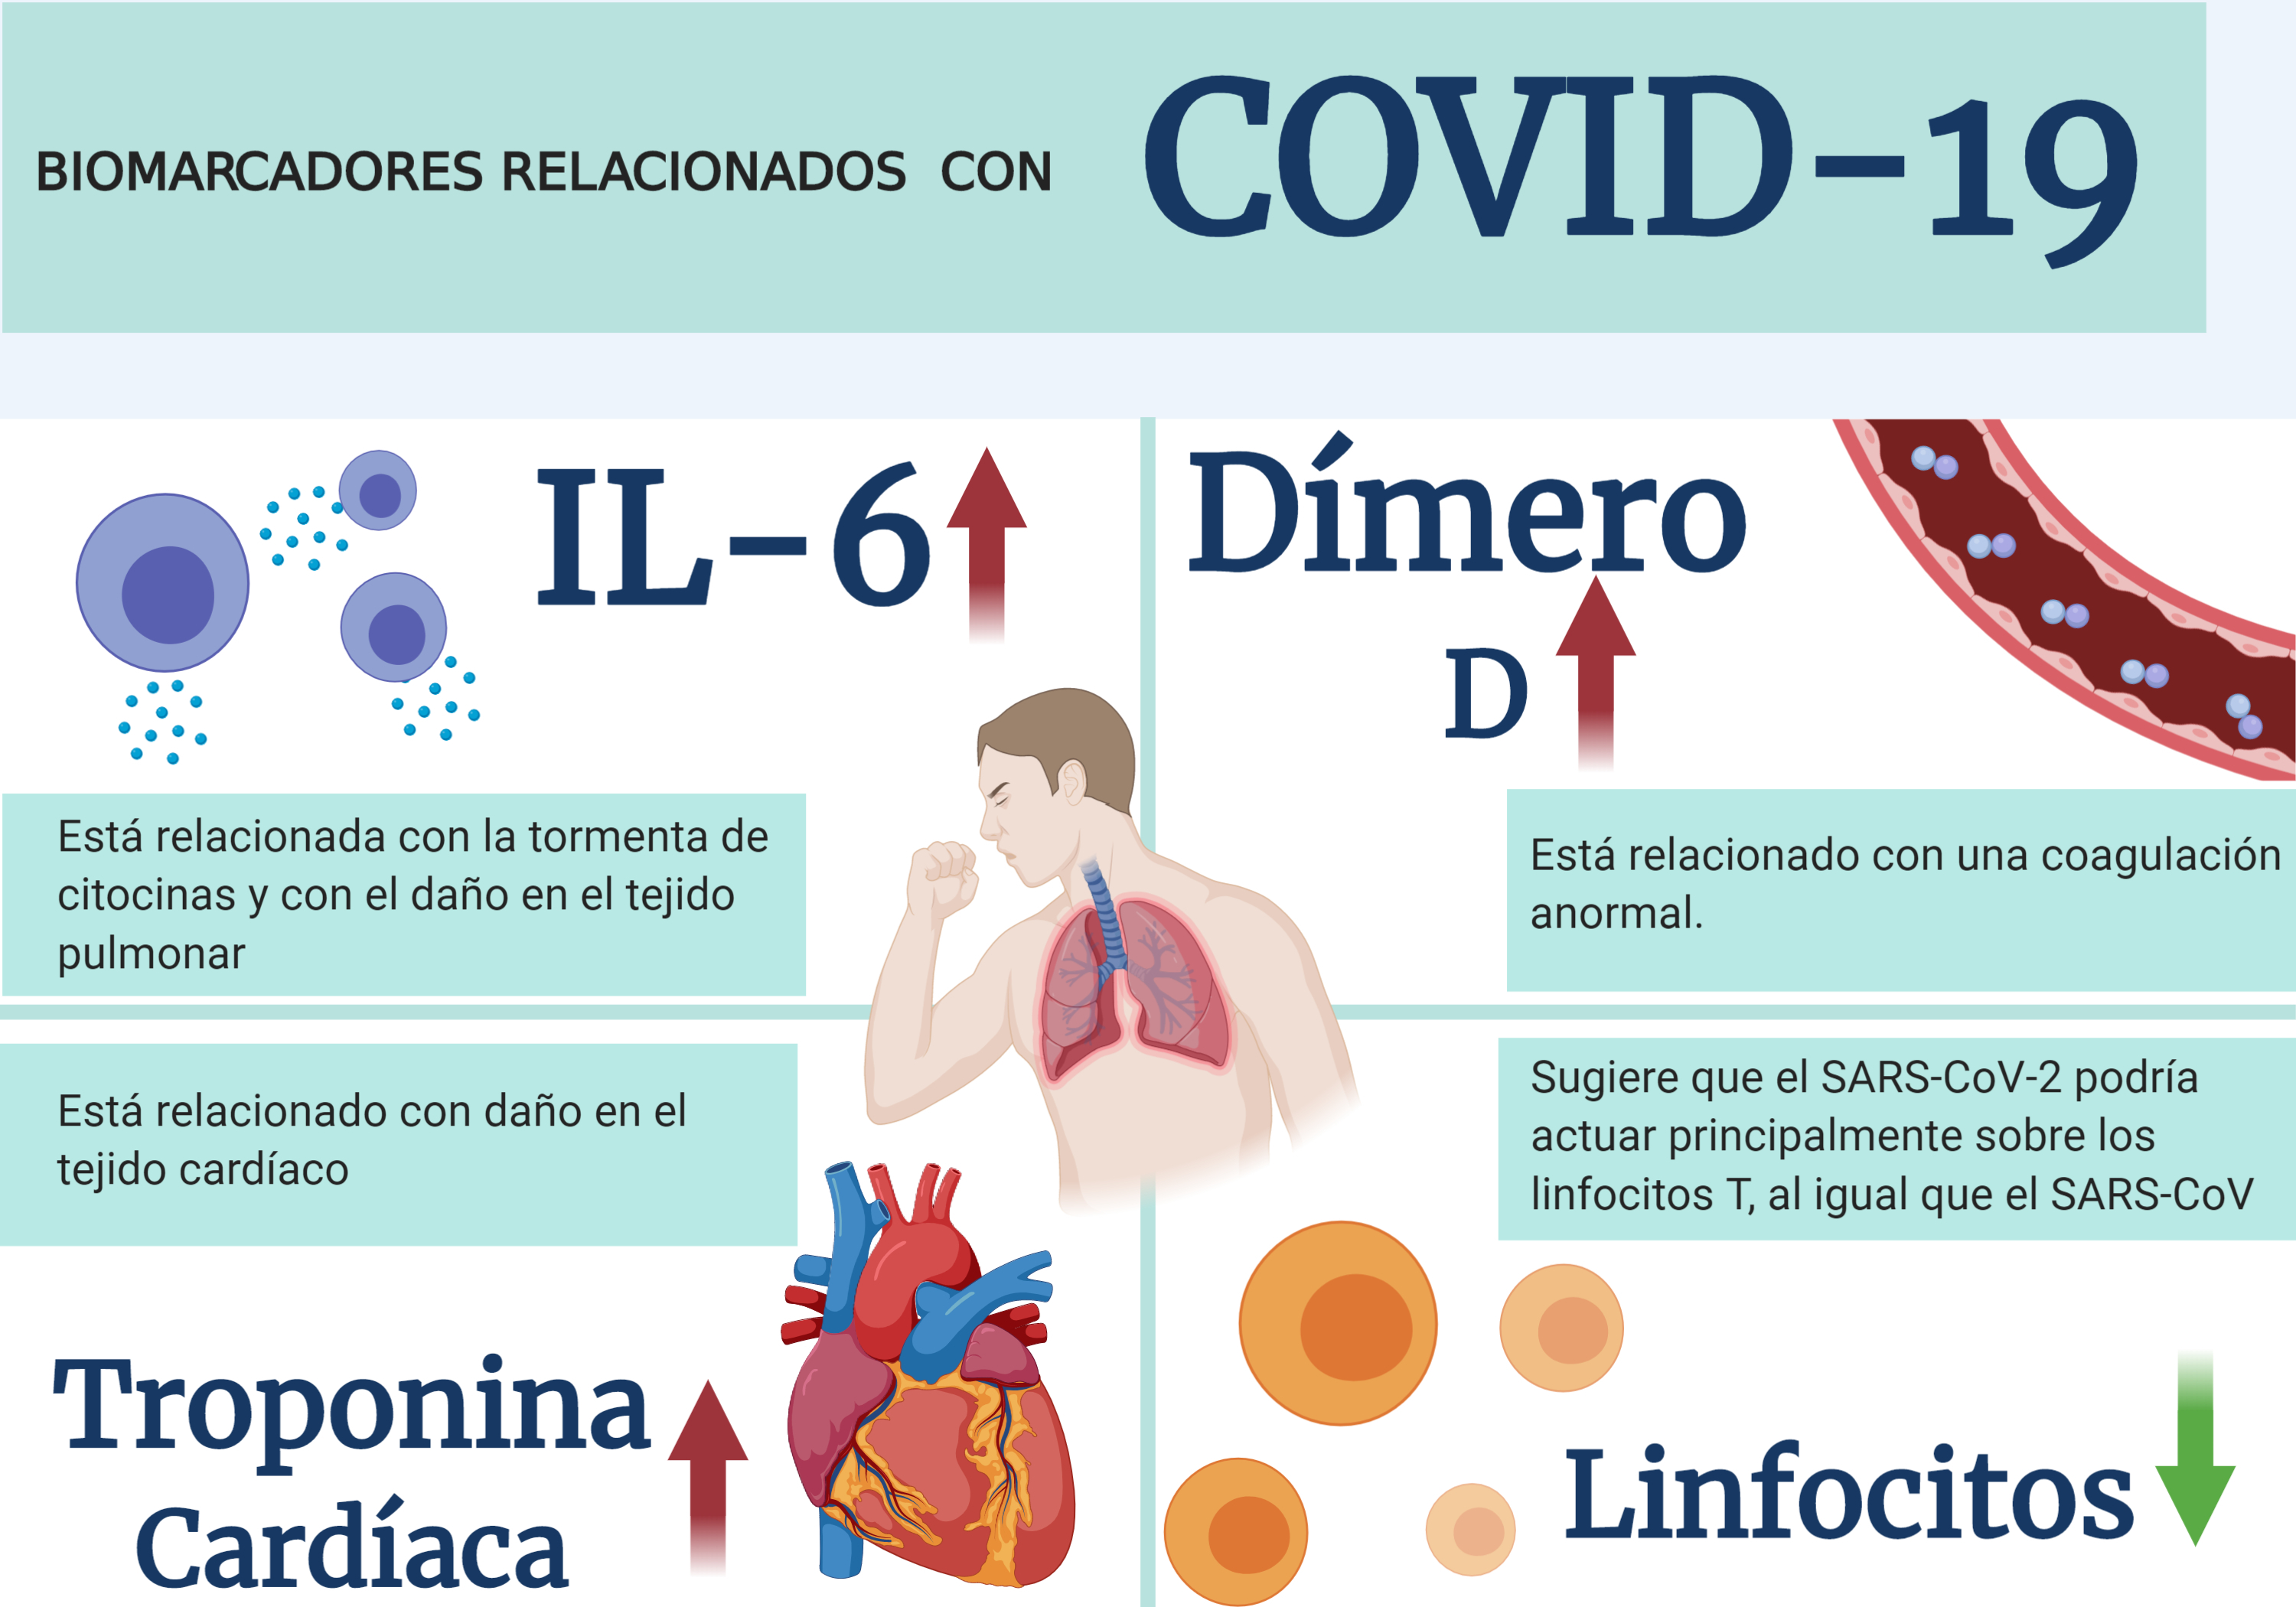 BIOMARCADORES RELACIONADOS CON COVID-19
IL-6
Está relacionada con la tormenta de
citocinas y con el daño en el tejido
pulmonar
Dímero
D
Está relacionado con una coagulación
anormal.
Está relacionado con daño en el
tejido cardíaco
Troponina
Cardíaca
Sugiere que el SARS-CoV-2 podría
actuar principalmente sobre los
linfocitos T, al igual que el SARS-CoV
Linfocitos